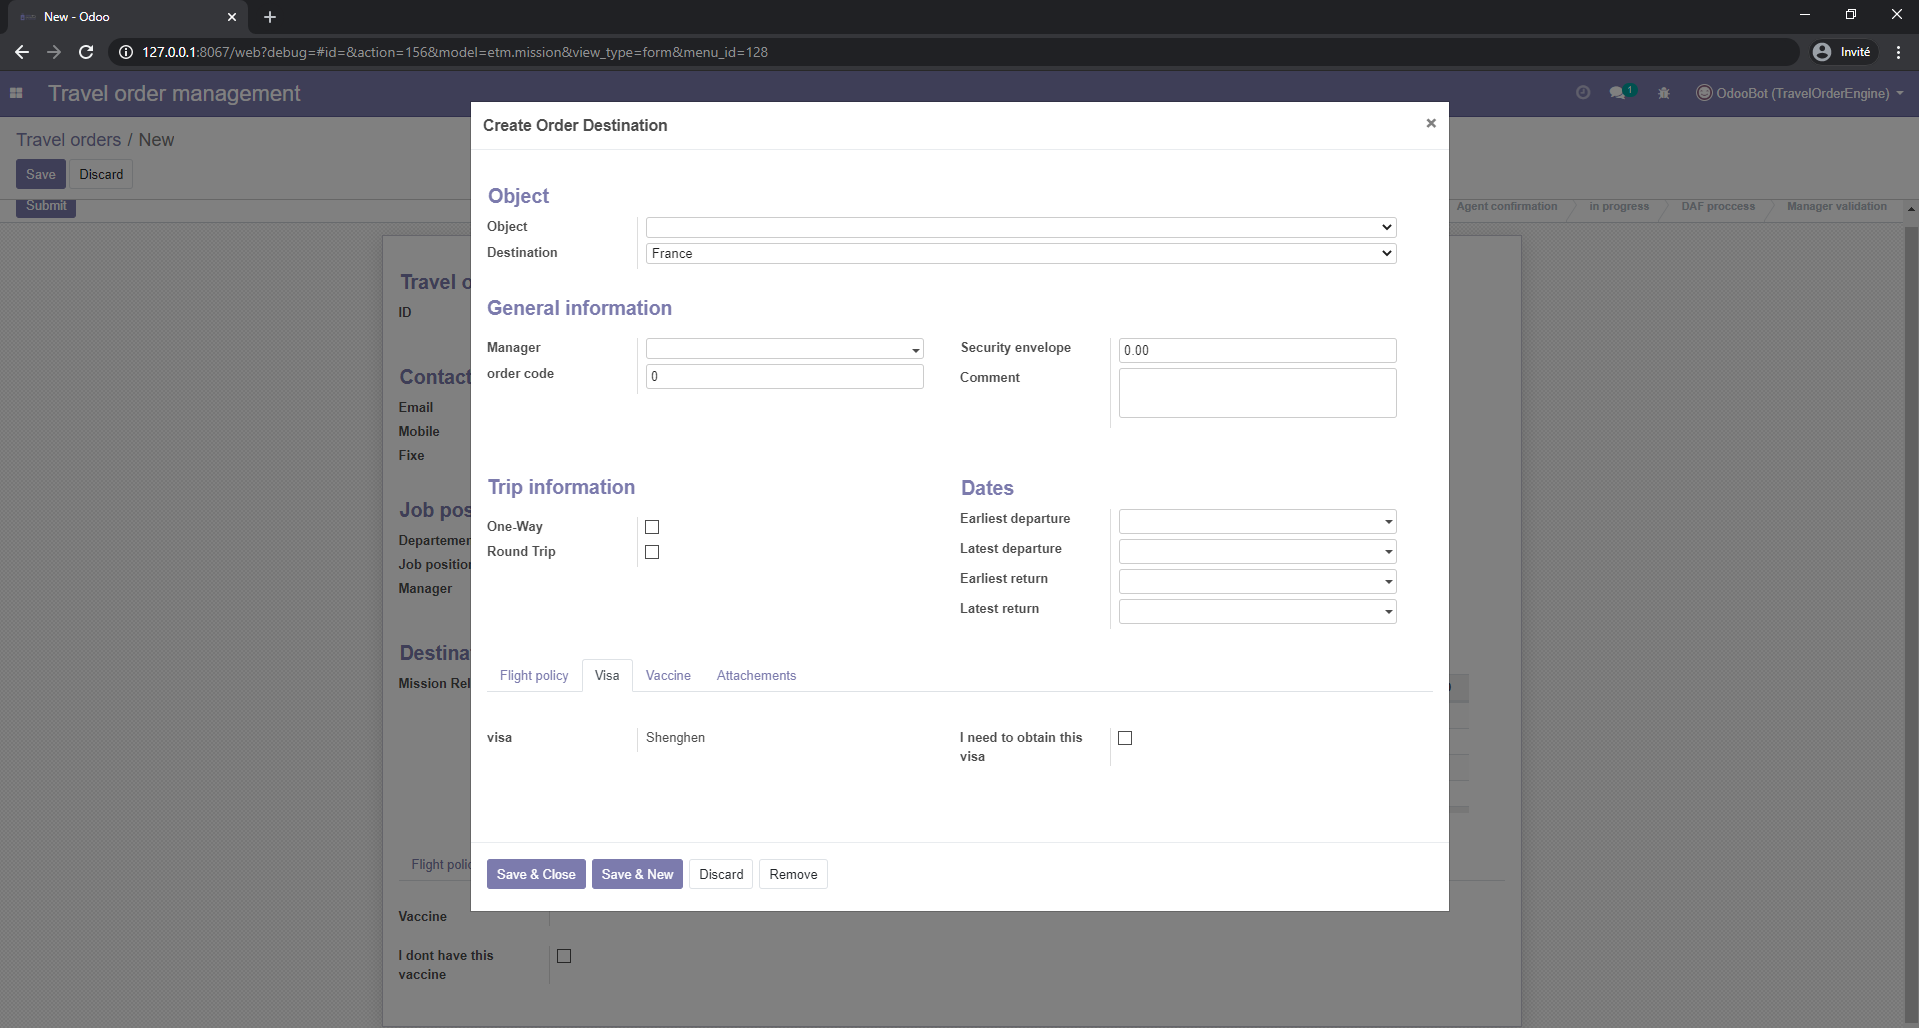 New - Odoo
127.0.0.1:8067/web?debug=#id=&action=156&model=etm.mission&view_type=form&menu_id=128
Invité
Travel order management
1
OdooBot (TravelOrderEngine)
Travel orders / New
Save Discard
Submit
Agent confirmation in progress DAF proccess Manager validation
Create Order Destination
Object
Object
Destination France
General information
Manager
order code 0
Security envelope 0.00
Comment
Trip information
One-Way
Round Trip
Dates
Earliest departure
Latest departure
Earliest return
Latest return
Flight policy Visa Vaccine Attachements
visa Shenghen
I need to obtain this
visa
Save & Close Save & New Discard Remove
Travel o
ID
Contact
Email
Mobile
Fixe
Job pos
Departemer
Job position
Manager
Destina
Mission Rel
Flight polic
Vaccine
I dont have this
vaccine